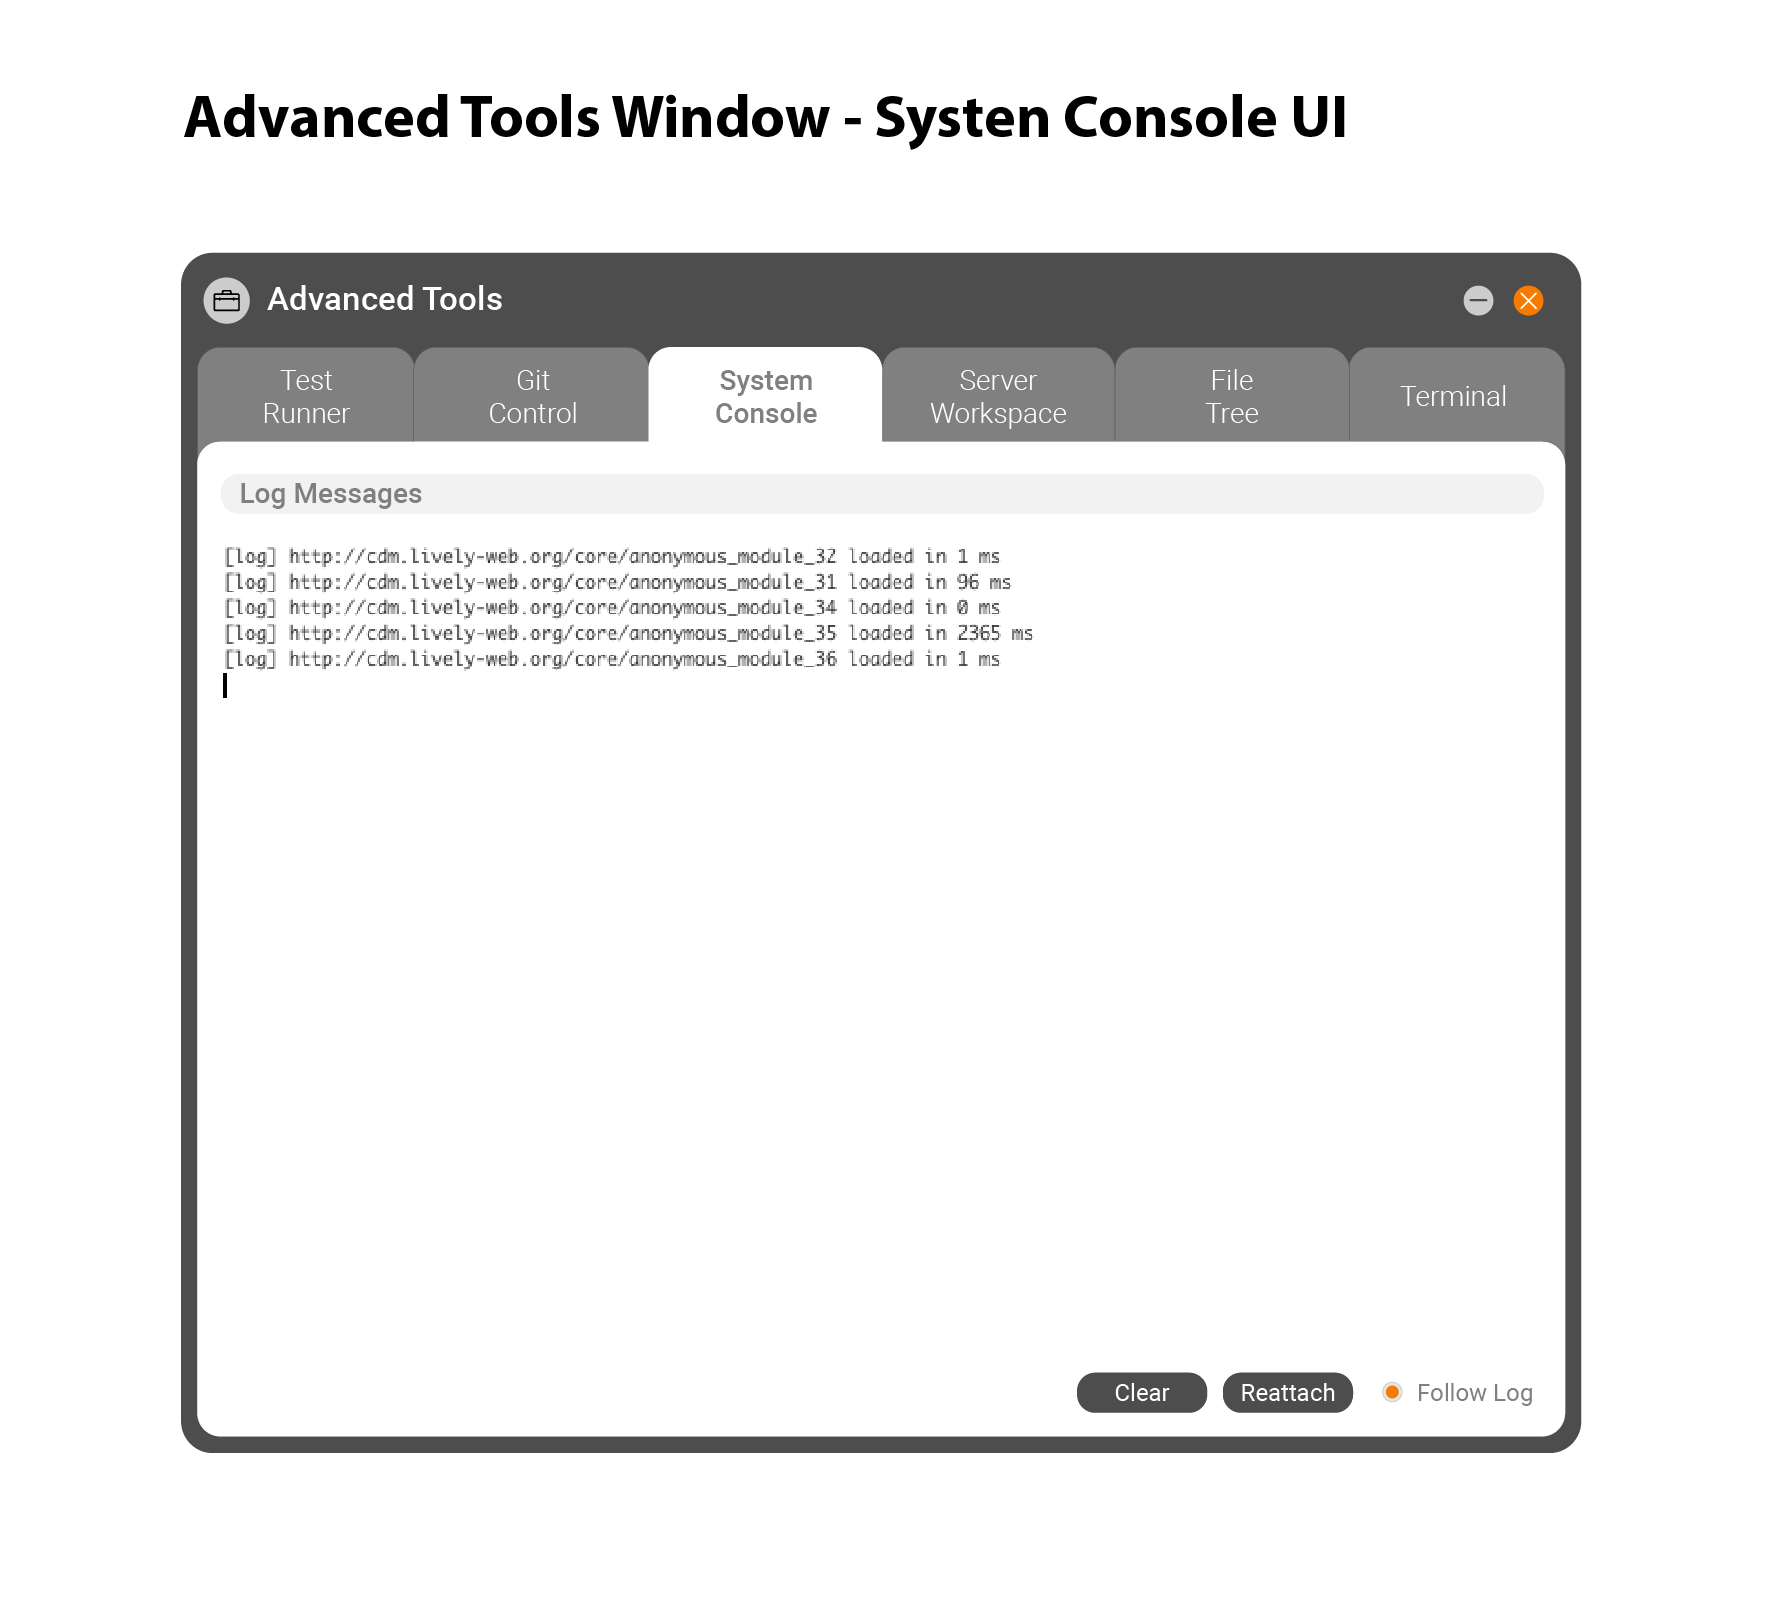 Advanced Tools Window - Systen Console UI
Advanced Tools
Test
Runner
Git
Control
System
Console
Server
Workspace
File
Tree
Terminal
Log Messages
[log] http://cdm.lively-web.org/core/anonymous_module_32 loaded in 1 ms
[log] http://cdm.lively-web.org/core/anonymous_module_31 loaded in 96 ms
[log] http://cdm.lively-web.org/core/anonymous_module_34 loaded in 0 ms
[log] http://cdm.lively-web.org/core/anonymous_module_35 loaded in 2365 ms
[log] http://cdm.lively-web.org/core/anonymous_module_36 loaded in 1 ms
Clear
Reattach
Follow Log